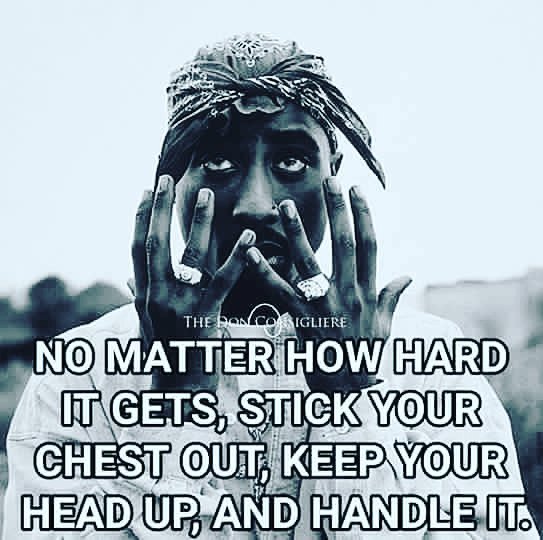 THE DON CONSIGLIERE
NO MATTER HOW HARD
IT GETS, STICK YOUR
CHEST OUT, KEEP YOUR
HEAD UP, AND HANDLE IT.